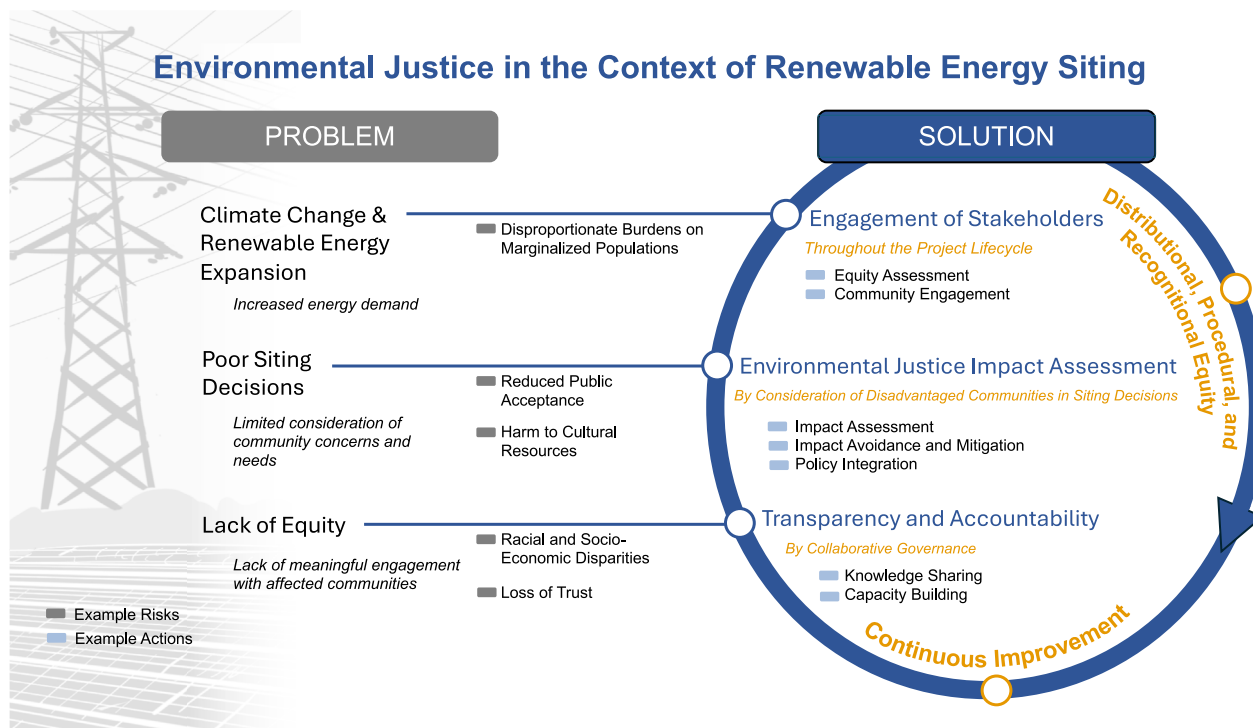 Environmental Justice in the Context of Renewable Energy Siting
PROBLEM
SOLUTION
Climate Change &
Renewable Energy
Expansion
Increased energy demand
Disproportionate Burdens on
Marginalized Populations
Engagement of Stakeholders
Throughout the Project Lifecycle
Equity Assessment
Community Engagement
Poor Siting
Decisions
Limited consideration of
community concerns and
needs
Reduced Public
Acceptance
Harm to Cultural
Resources
Environmental Justice Impact Assessment
By Consideration of Disadvantaged Communities in Siting Decisions
Impact Assessment
Impact Avoidance and Mitigation
Policy Integration
Lack of Equity
Lack of meaningful engagement
with affected communities
Racial and Socio-
Economic Disparities
Loss of Trust
Transparency and Accountability
By Collaborative Governance
Knowledge Sharing
Capacity Building
Distributional, Procedural, and
Recognitional Equity
Continuous Improvement
Example Risks
Example Actions